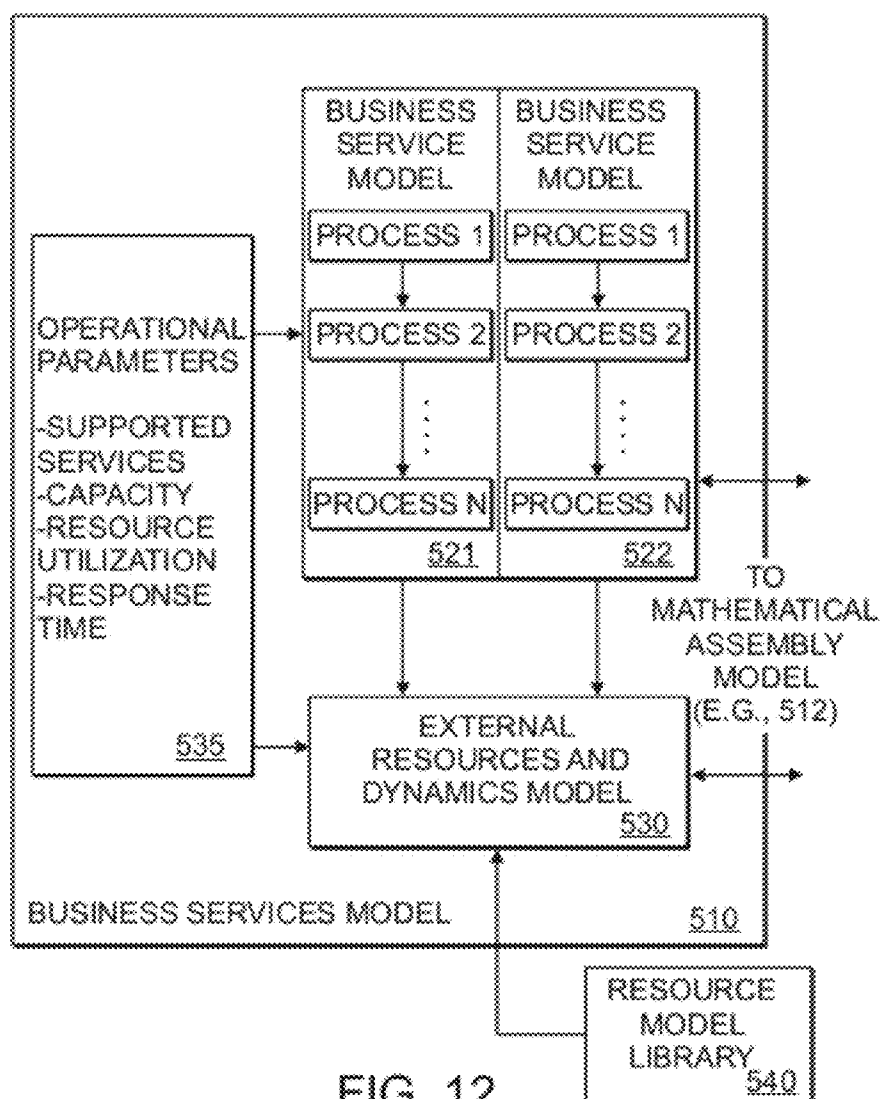 BUSINESS
SERVICE
MODEL
PROCESS 1
PROCESS 2
PROCESS N
521
BUSINESS
SERVICE
MODEL
PROCESS 1
PROCESS 2
PROCESS N
522
OPERATIONAL
PARAMETERS
-SUPPORTED
SERVICES
-CAPACITY
-RESOURCE
UTILIZATION
-RESPONSE
TIME
535
TO
MATHEMATICAL
ASSEMBLY
MODEL
(E.G., 512)
EXTERNAL
RESOURCES AND
DYNAMICS MODEL
530
BUSINESS SERVICES MODEL
510
RESOURCE
MODEL
LIBRARY
540
FIG. 12